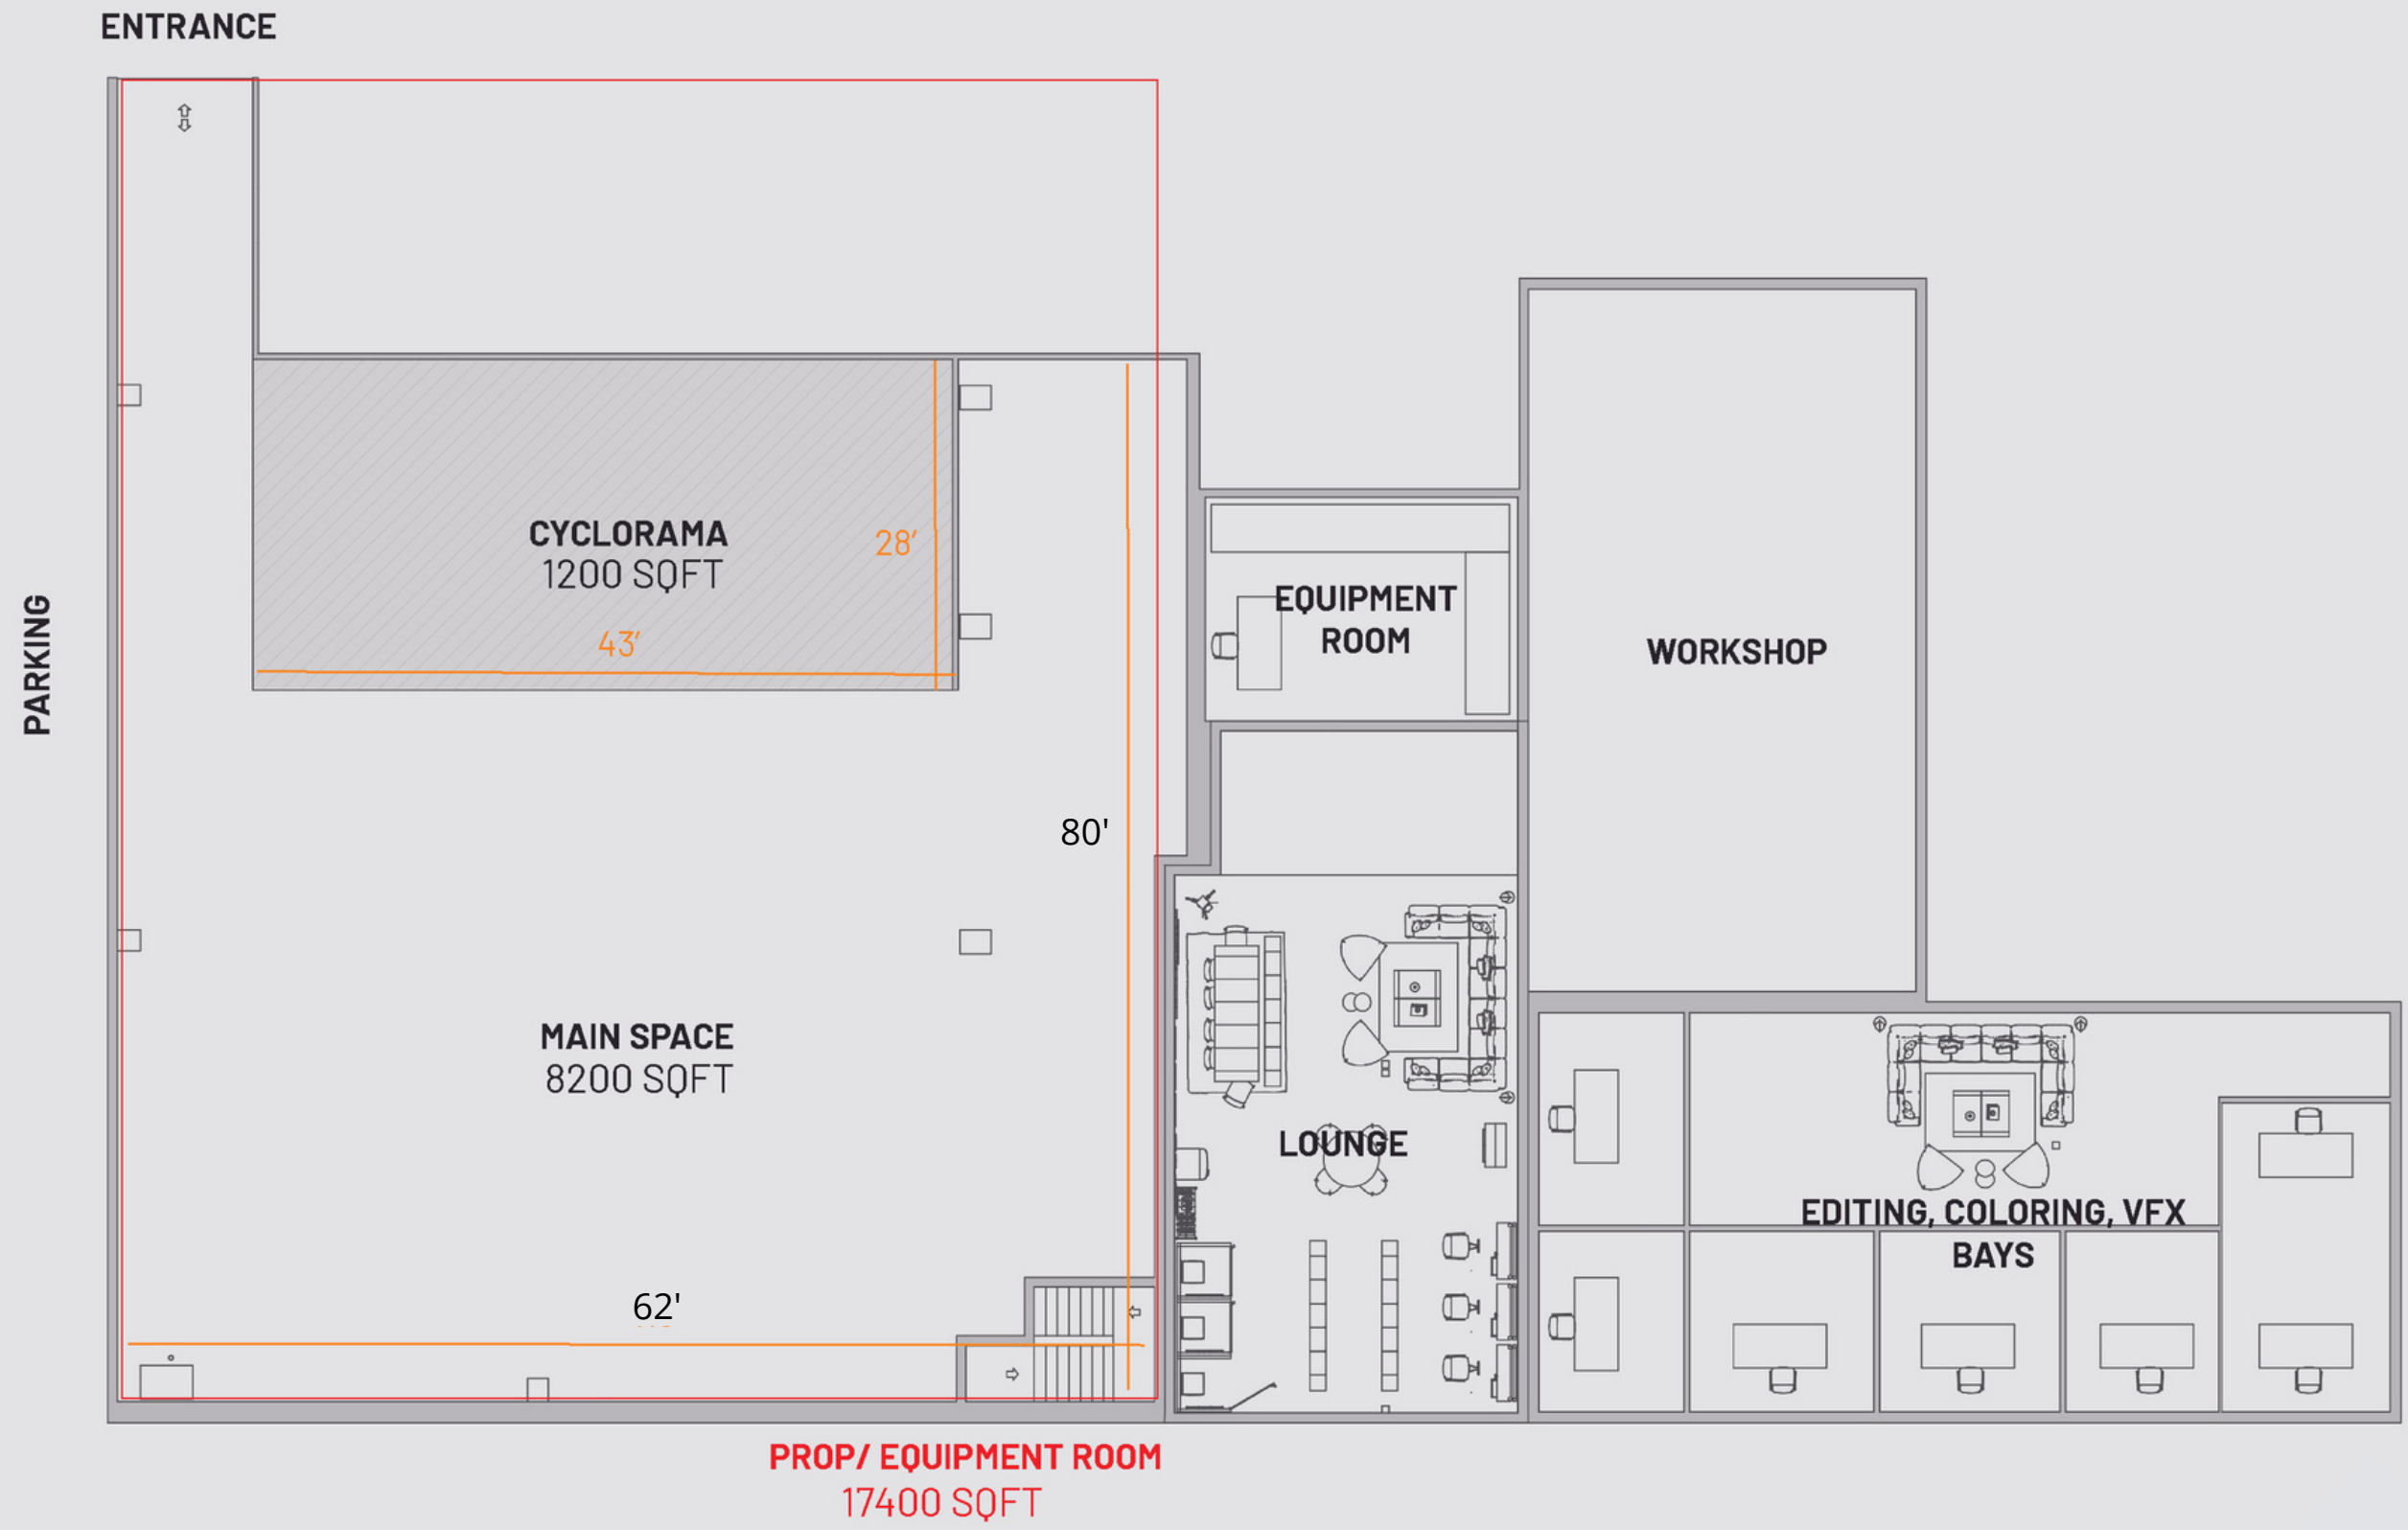 ENTRANCE
PARKING
CYCLORAMA
1200 SQFT
28'
43'
EQUIPMENT
ROOM
WORKSHOP
80'
MAIN SPACE
8200 SQFT
LOUNGE
EDITING, COLORING, VFX
BAYS
62'
PROP/ EQUIPMENT ROOM
17400 SQFT